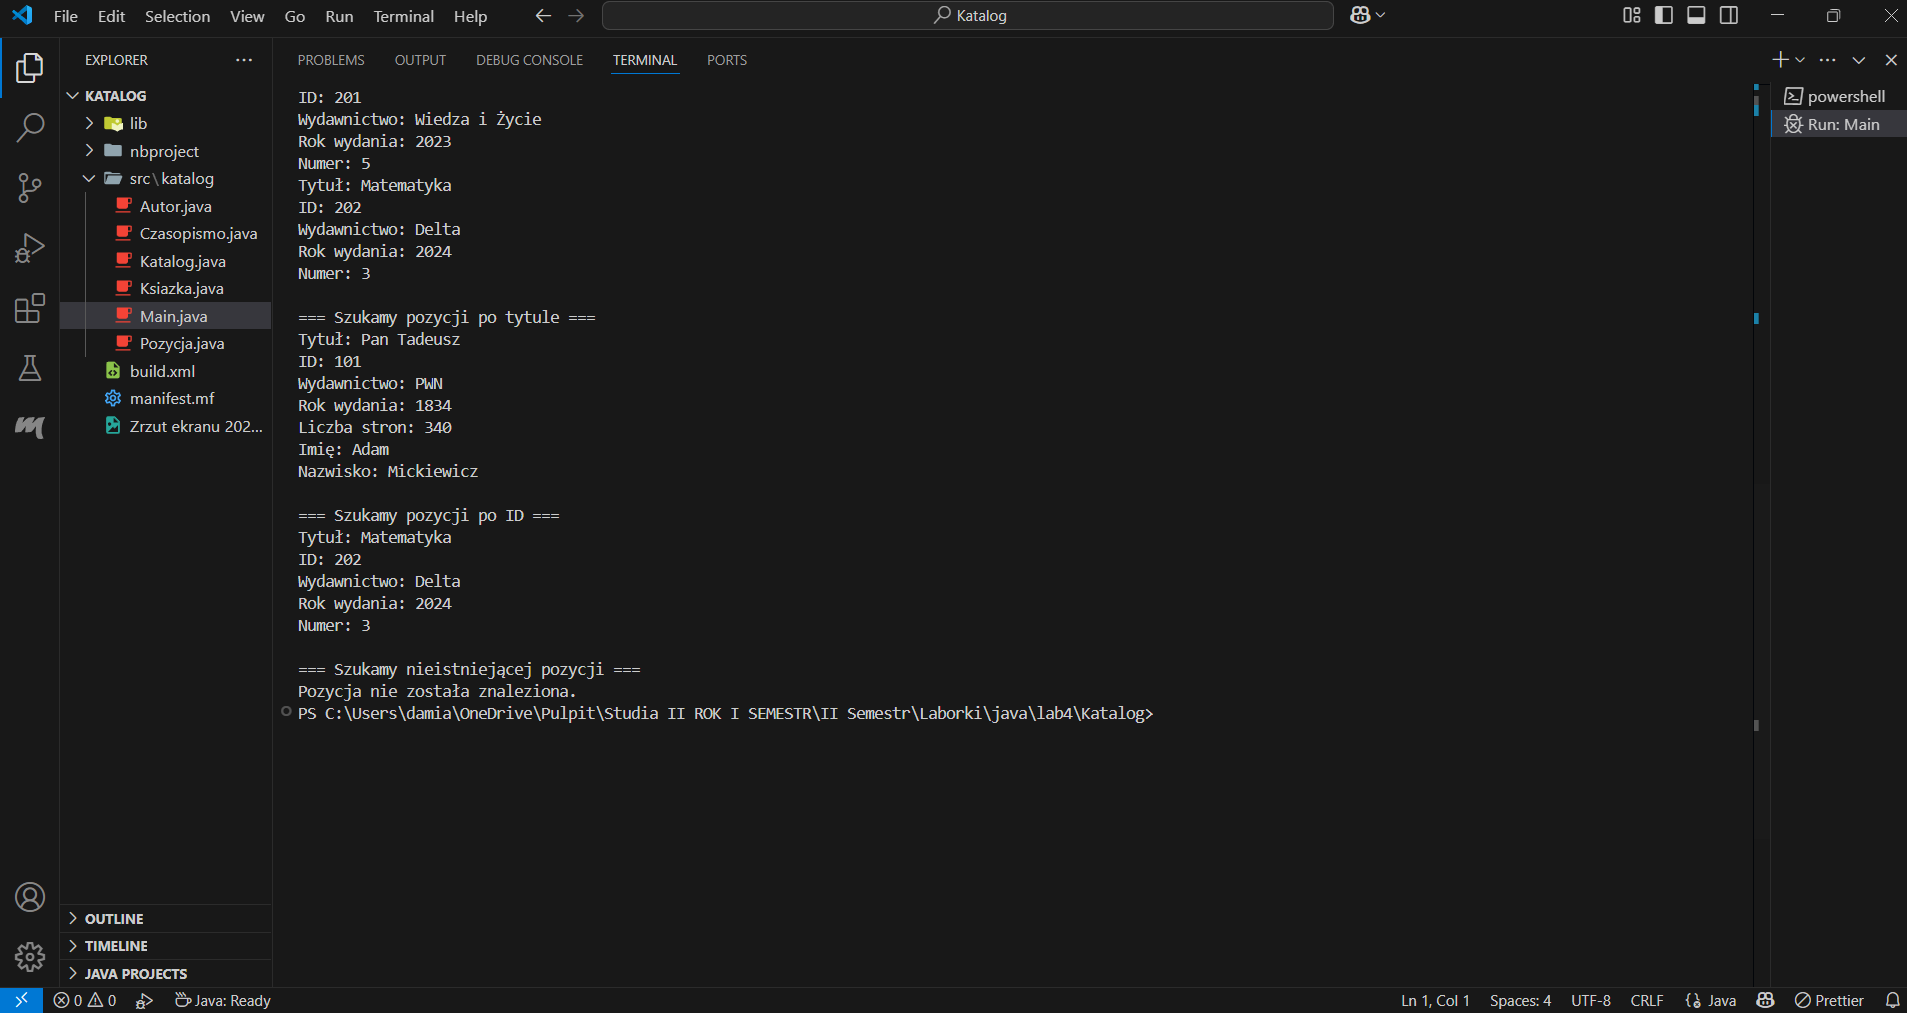 File Edit Selection View Go Run Terminal Help
Katalog
EXPLORER
KATALOG
lib
nbproject
src\katalog
Autor.java
Czasopismo.java
Katalog.java
Ksiazka.java
Main.java
Pozycja.java
build.xml
manifest.mf
Zrzut ekranu 202...
OUTLINE
TIMELINE
JAVA PROJECTS
PROBLEMS OUTPUT DEBUG CONSOLE TERMINAL PORTS
ID: 201
Wydawnictwo: Wiedza i Życie
Rok wydania: 2023
Numer: 5
Tytuł: Matematyka
ID: 202
Wydawnictwo: Delta
Rok wydania: 2024
Numer: 3
=== Szukamy pozycji po tytule ===
Tytuł: Pan Tadeusz
ID: 101
Wydawnictwo: PWN
Rok wydania: 1834
Liczba stron: 340
Imię: Adam
Nazwisko: Mickiewicz
=== Szukamy pozycji po ID ===
Tytuł: Matematyka
ID: 202
Wydawnictwo: Delta
Rok wydania: 2024
Numer: 3
=== Szukamy nieistniejącej pozycji ===
Pozycja nie została znaleziona.
PS C:\Users\damia\OneDrive\Pulpit\Studia II ROK I SEMESTR\II Semestr\Laborki\java\lab4\Katalog>
powershell
Run: Main
0 0 Java: Ready
Ln 1, Col 1 Spaces: 4 UTF-8 CRLF Java Prettier